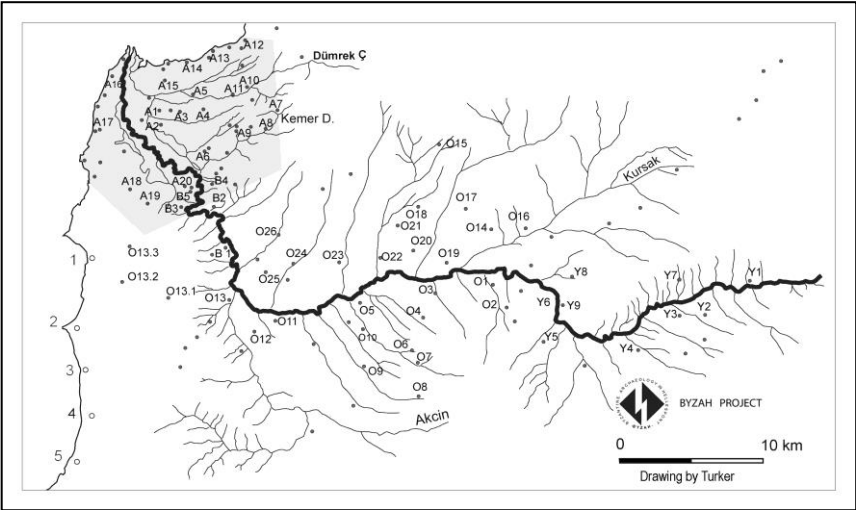 A12
A13
Dümrek Ç
A14
A16
A15
A10
A5
A11
A7
A1
A3
A4
Kemer D.
A2
A8
A17
A9
O15
A6
Kursak
A18
A20
B4
A19
B5
B2
B3
O18
O17
O21
O14
O16
O26
O20
O13.3
B 1
O24
O23
O22
O19
1
O13.2
O25
O1
Y8
Y7
Y1
O13.1
O13
O3
O2
Y6
Y9
O5
O4
Y3
Y2
2
O11
O12
O10
Y5
O6
O7
Y4
3
O9
O8
4
Akcin
BYZAH PROJECT
0
10 km
5
Drawing by Turker